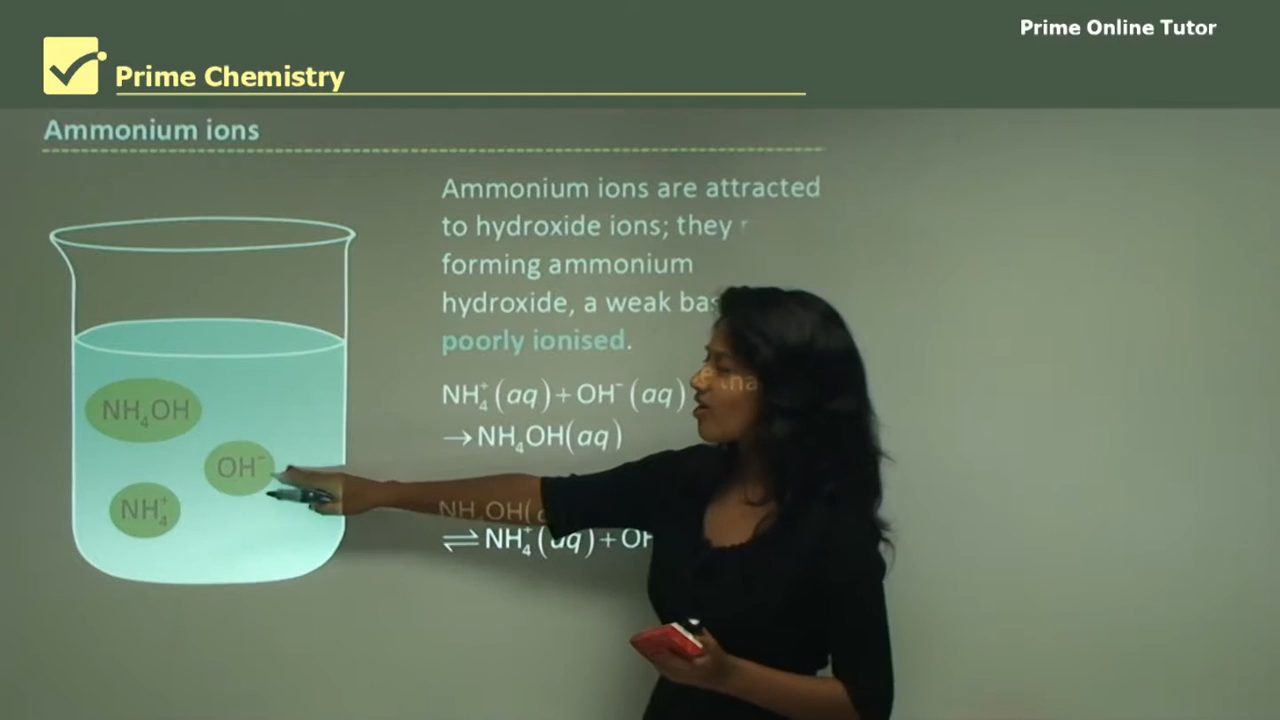 Prime Online Tutor
Prime Chemistry
Ammonium ions
Ammonium ions are attracted
to hydroxide ions; they
forming ammonium
hydroxide, a weak
poorly ionised.
NH₄⁺(aq)+OH⁻(aq)
→NH₄OH(aq)
NH₄OH(
⇌NH₄⁺(aq)+OH
NH₄OH
OH⁻
NH₄⁺